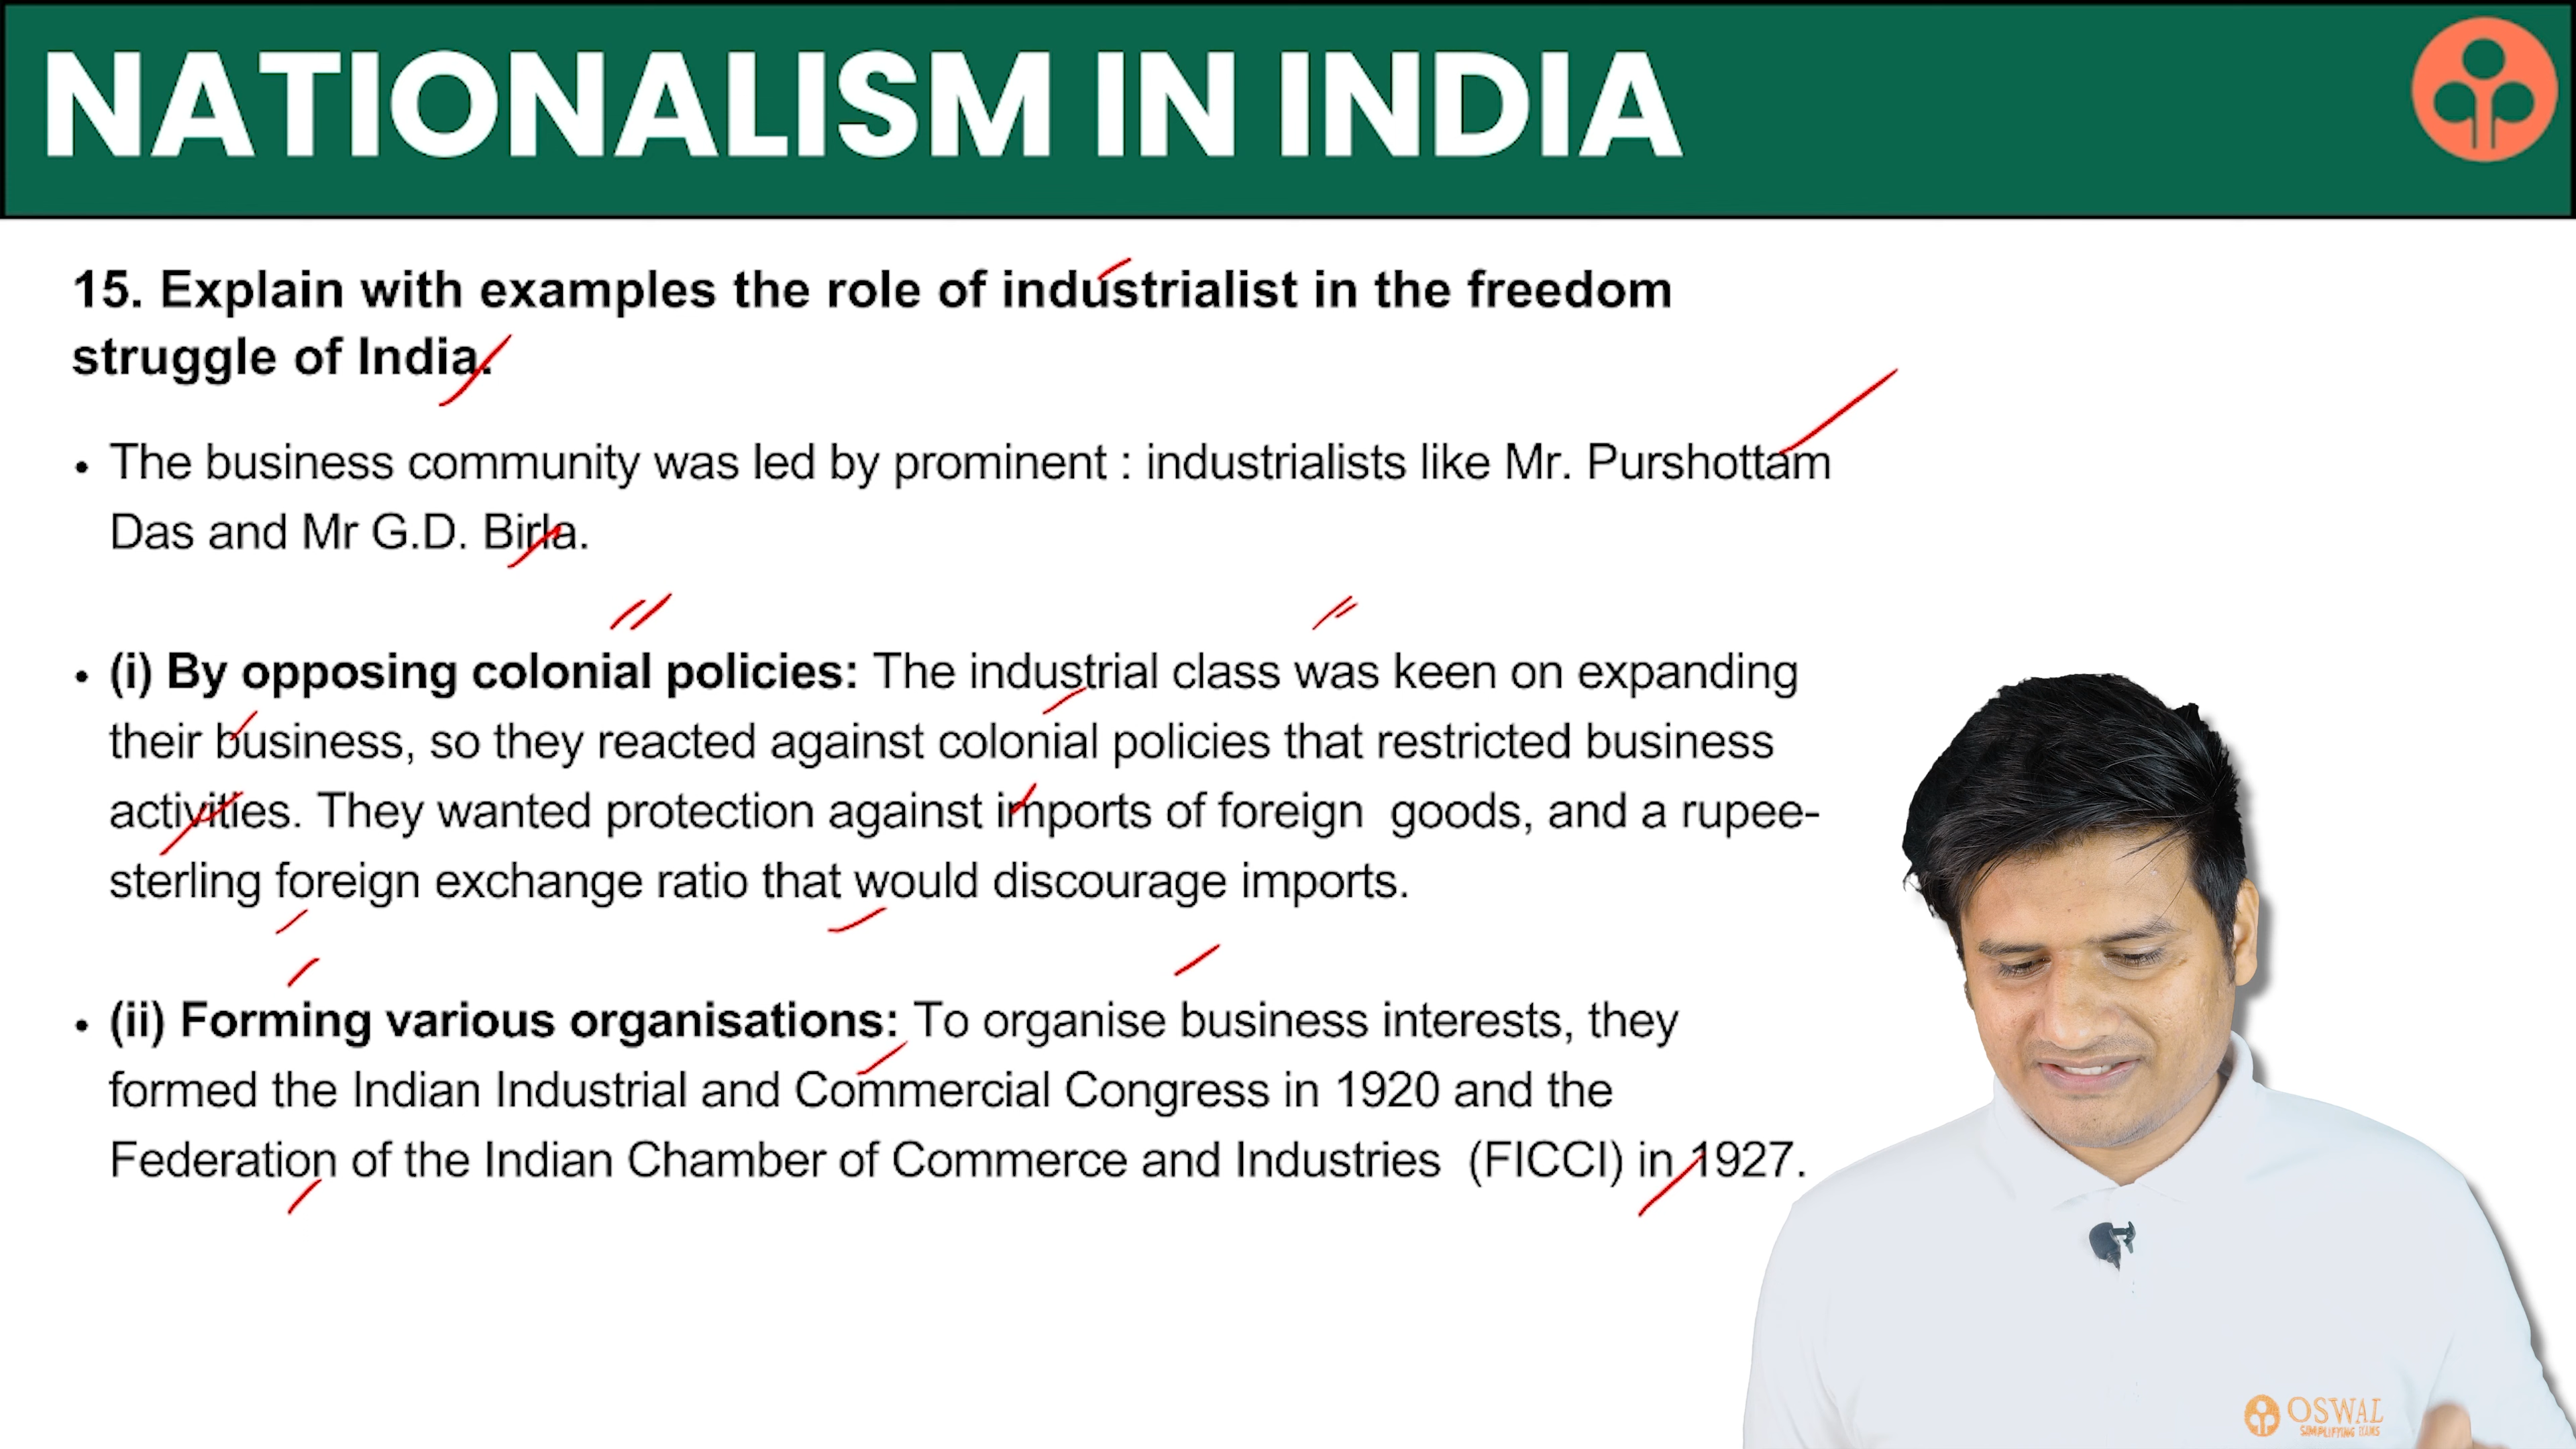 NATIONALISM IN INDIA
15. Explain with examples the role of industrialist in the freedom
struggle of India.
• The business community was led by prominent : industrialists like Mr. Purshottam
Das and Mr G.D. Birla.
• (i) By opposing colonial policies: The industrial class was keen on expanding
their business, so they reacted against colonial policies that restricted business
activities. They wanted protection against imports of foreign goods, and a rupee-
sterling foreign exchange ratio that would discourage imports.
• (ii) Forming various organisations: To organise business interests, they
formed the Indian Industrial and Commercial Congress in 1920 and the
Federation of the Indian Chamber of Commerce and Industries (FICCI) in 1927.
OSWAL
SIMPLIFYING EXAMS